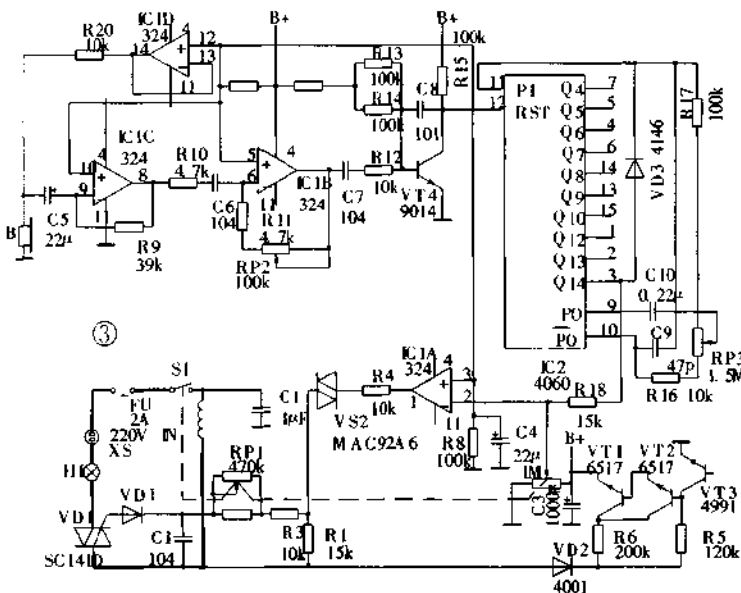 R20
10k
IC1D 4
324
14
12
13
11
B+
B+
100k
R15
R13
100k
R14
100k
C8
101
11
12
P1
RST
Q4 7
Q5 5
Q6 4
Q7 6
Q8 14
Q9 13
Q10 15
Q12 1
Q13 2
Q14 3
PO 9
PO 10
IC2
4060
VD3 4146
R17
100k
C10
0.22μ
C9
47p
R16 10k
RP3
1.5M
4
IC1C
324
10
9
8
11
B
C5
22μ
R9
39k
R10
4.7k
5
6
4
11
IC1B
324
C6
104
R11
4.7k
RP2
100k
C7
104
R12
10k
VT4
9014
③
S1
FU
2A
220V
XS
IN
C1
1μF
H1
VD1
VD1
SC141D
C1
104
RP1
470k
R3
10k
R1
15k
VS2
MAC92A6
R4
10k
IC1A
324
4
3
2
1
11
R8
100k
C4
22μ
R18
15k
1M
C3
1000μ
B+
VT1
6517
VT2
6517
VT3
4991
R6
200k
R5
120k
VD2
4001